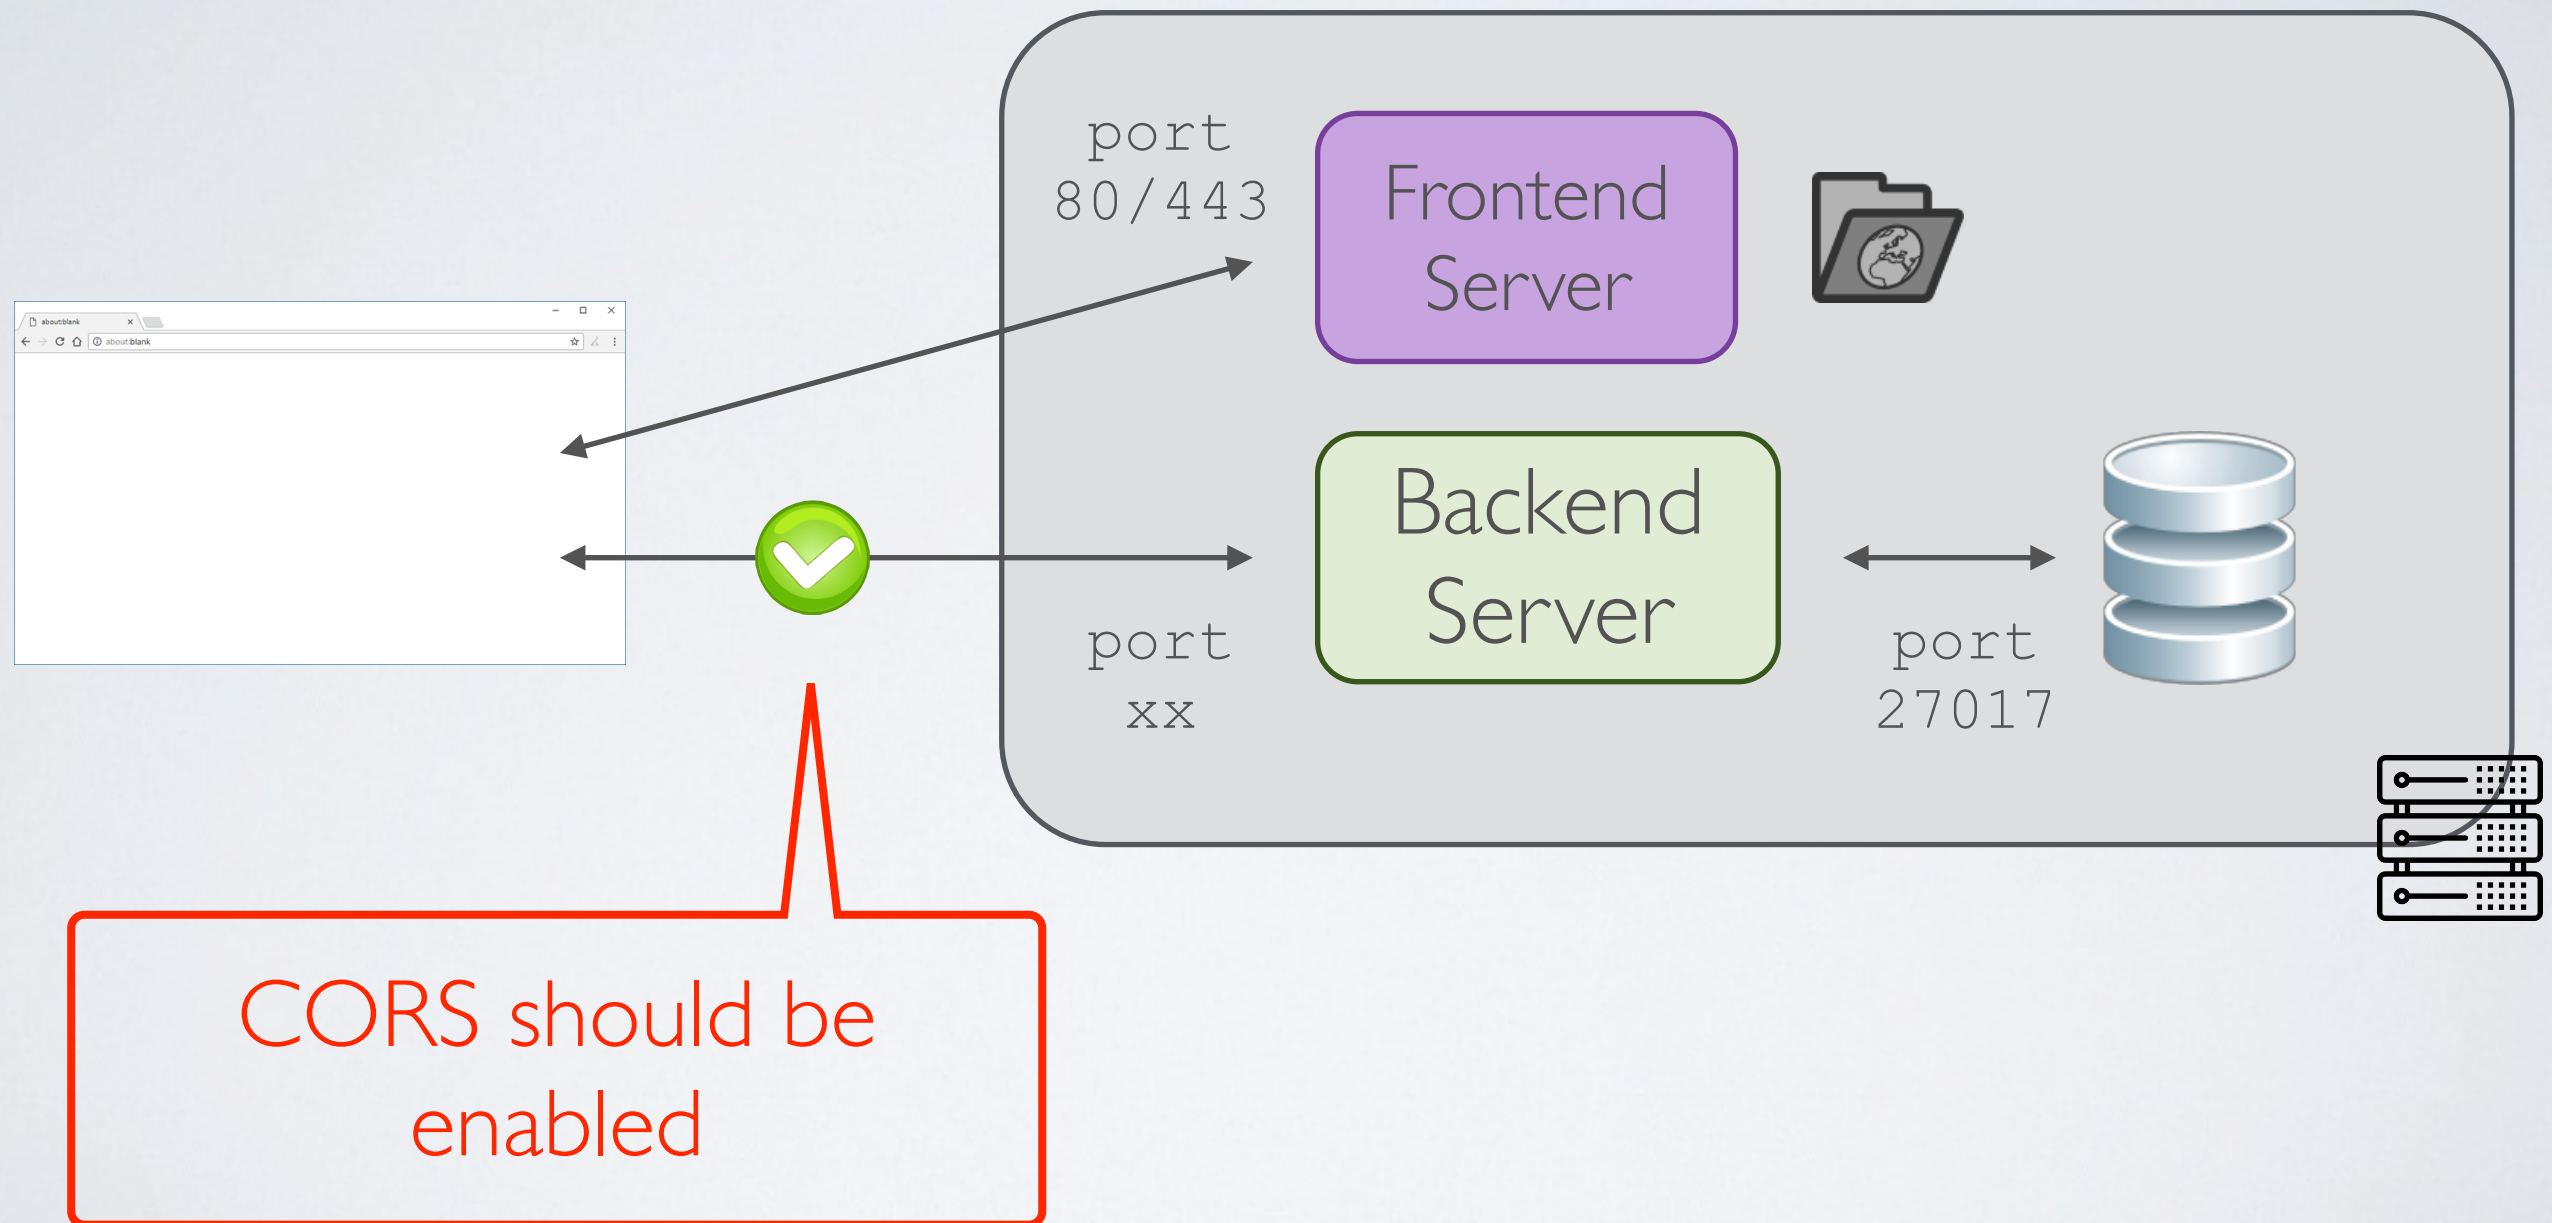 port
80/443
Frontend
Server
about:blank
about:blank
Backend
Server
port
xx
port
27017
CORS should be
enabled